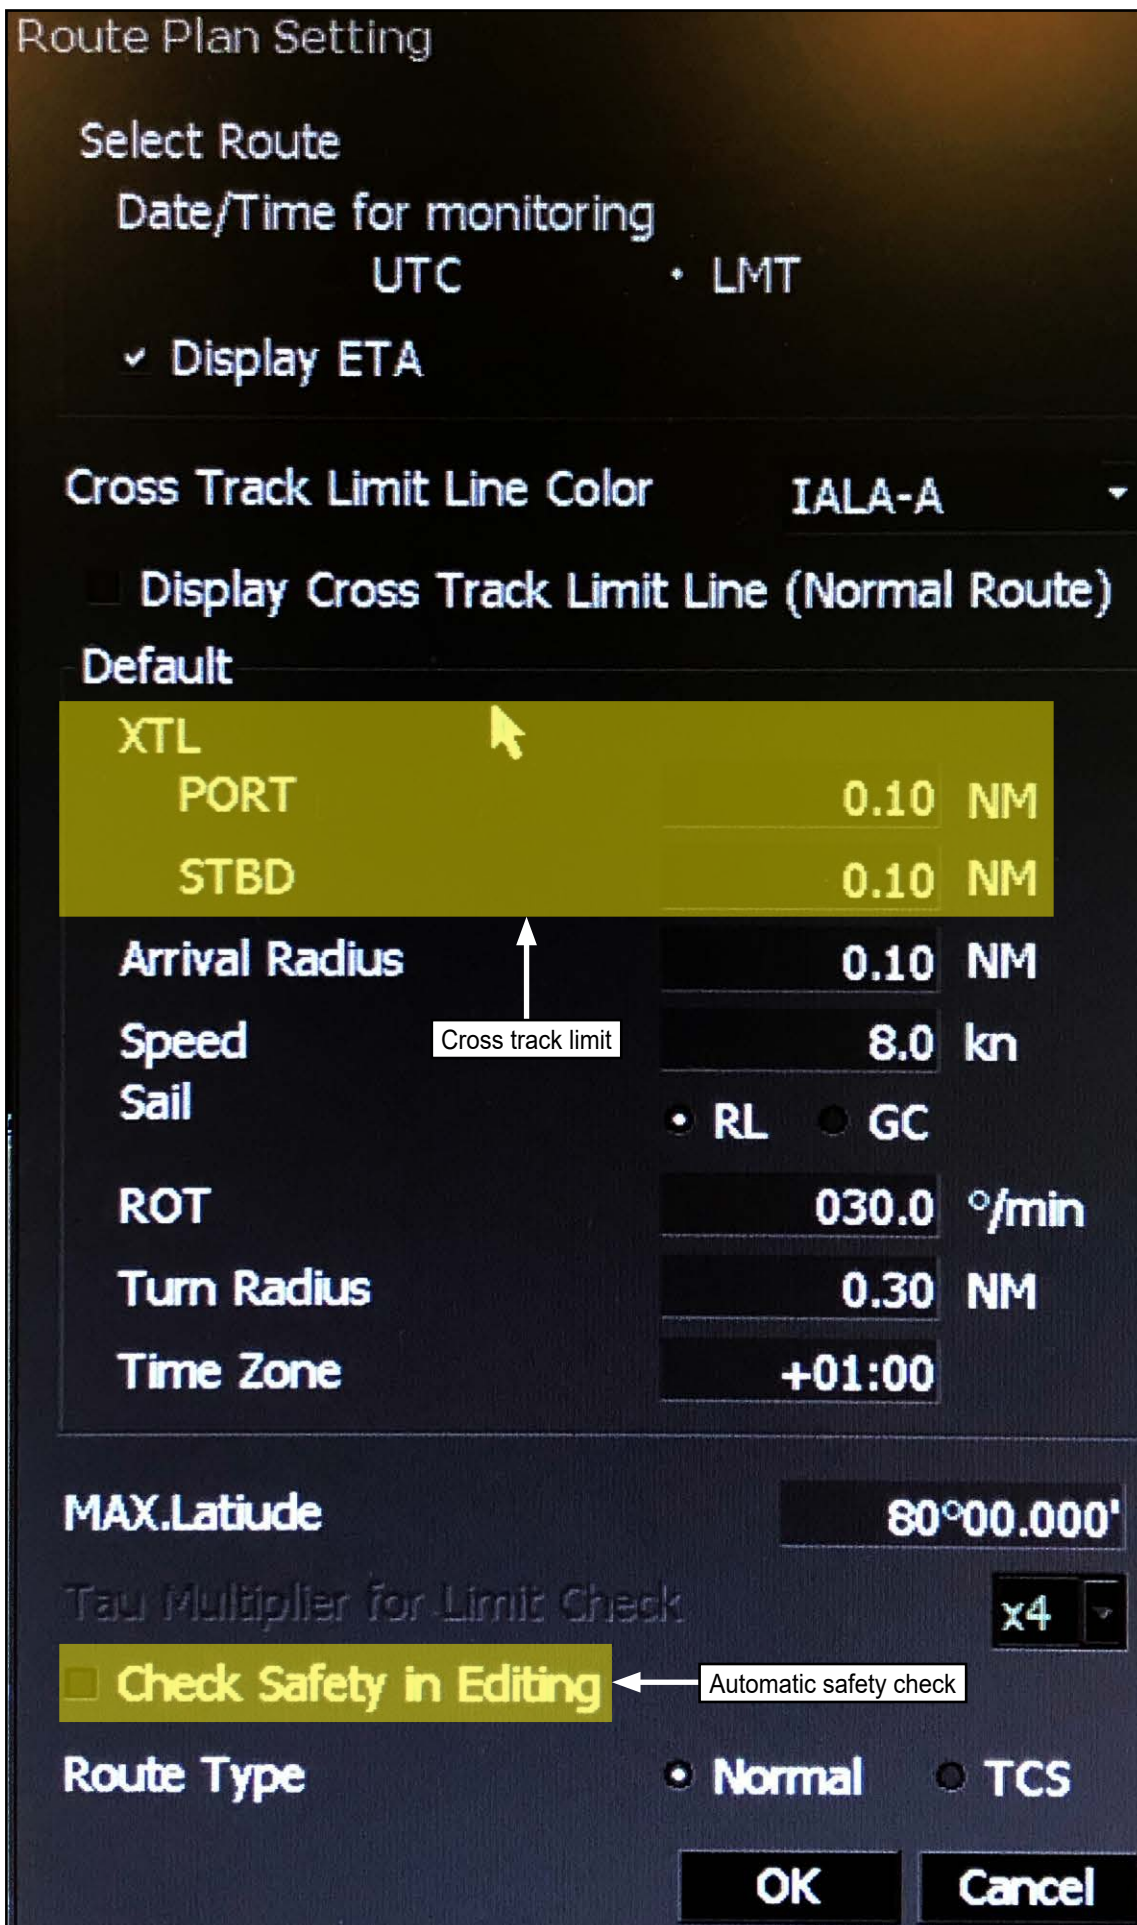 Route Plan Setting
Select Route
Date/Time for monitoring
UTC LMT
Display ETA
Cross Track Limit Line Color IALA-A
Display Cross Track Limit Line (Normal Route)
Default
XTL
PORT 0.10 NM
STBD 0.10 NM
Arrival Radius 0.10 NM
Cross track limit
Speed 8.0 kn
Sail
RL GC
ROT 030.0 °/min
Turn Radius 0.30 NM
Time Zone +01:00
MAX.Latiude 80°00.000'
Tau Multiplier for Limit Check x4
Check Safety in Editing
Automatic safety check
Route Type Normal TCS
OK Cancel